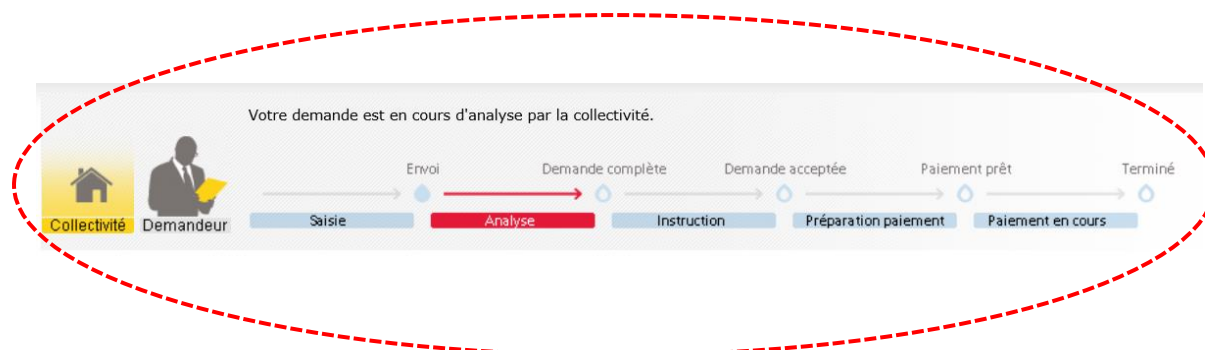 Votre demande est en cours d'analyse par la collectivité.
Envoi Demande complète Demande acceptée Paiement prêt Terminé
Collectivité Demandeur Saisie Analyse Instruction Préparation paiement Paiement en cours